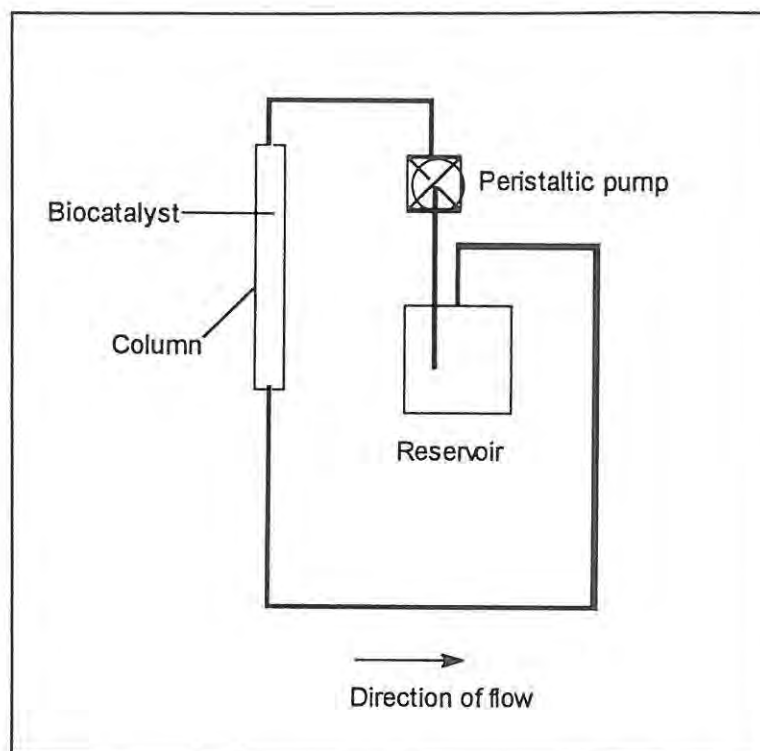 Peristaltic pump
Biocatalyst
Column
Reservoir
Direction of flow